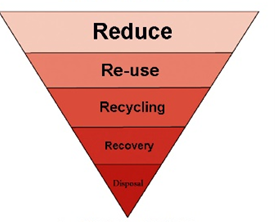 Reduce
Re-use
Recycling
Recovery
Disposal